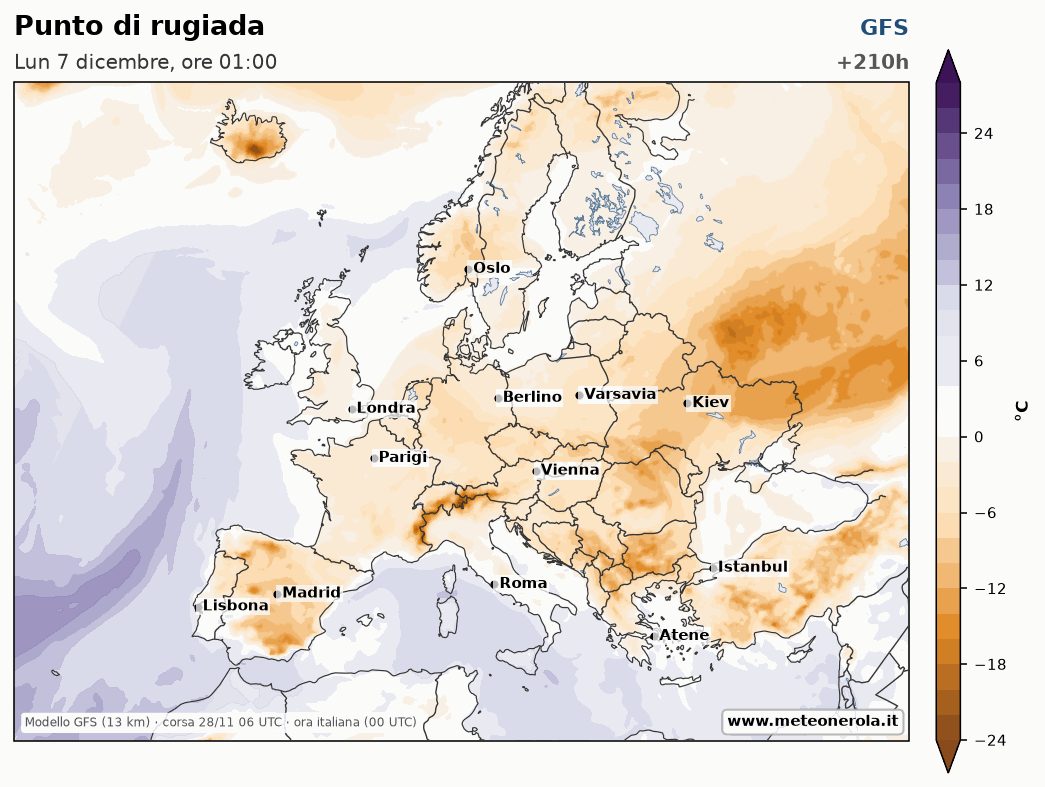 Punto di rugiada
GFS
Lun 7 dicembre, ore 01:00
+210h
Oslo
Berlino
Varsavia
Kiev
Londra
Parigi
Vienna
Istanbul
Roma
Madrid
Lisbona
Atene
24
18
12
6
0
−6
−12
−18
−24
°C
Modello GFS (13 km) · corsa 28/11 06 UTC · ora italiana (00 UTC)
www.meteonerola.it